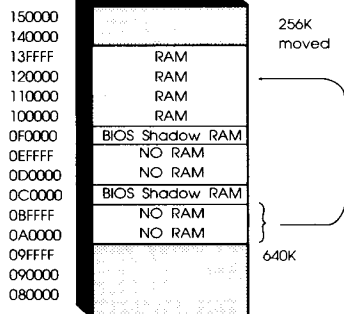 150000
140000
13FFFF RAM
120000 RAM
110000 RAM
100000 RAM
0F0000 BIOS Shadow RAM
0EFFFF NO RAM
0D0000 NO RAM
0C0000 BIOS Shadow RAM
0BFFFF NO RAM
0A0000 NO RAM
09FFFF
090000
080000
256K
moved
640K